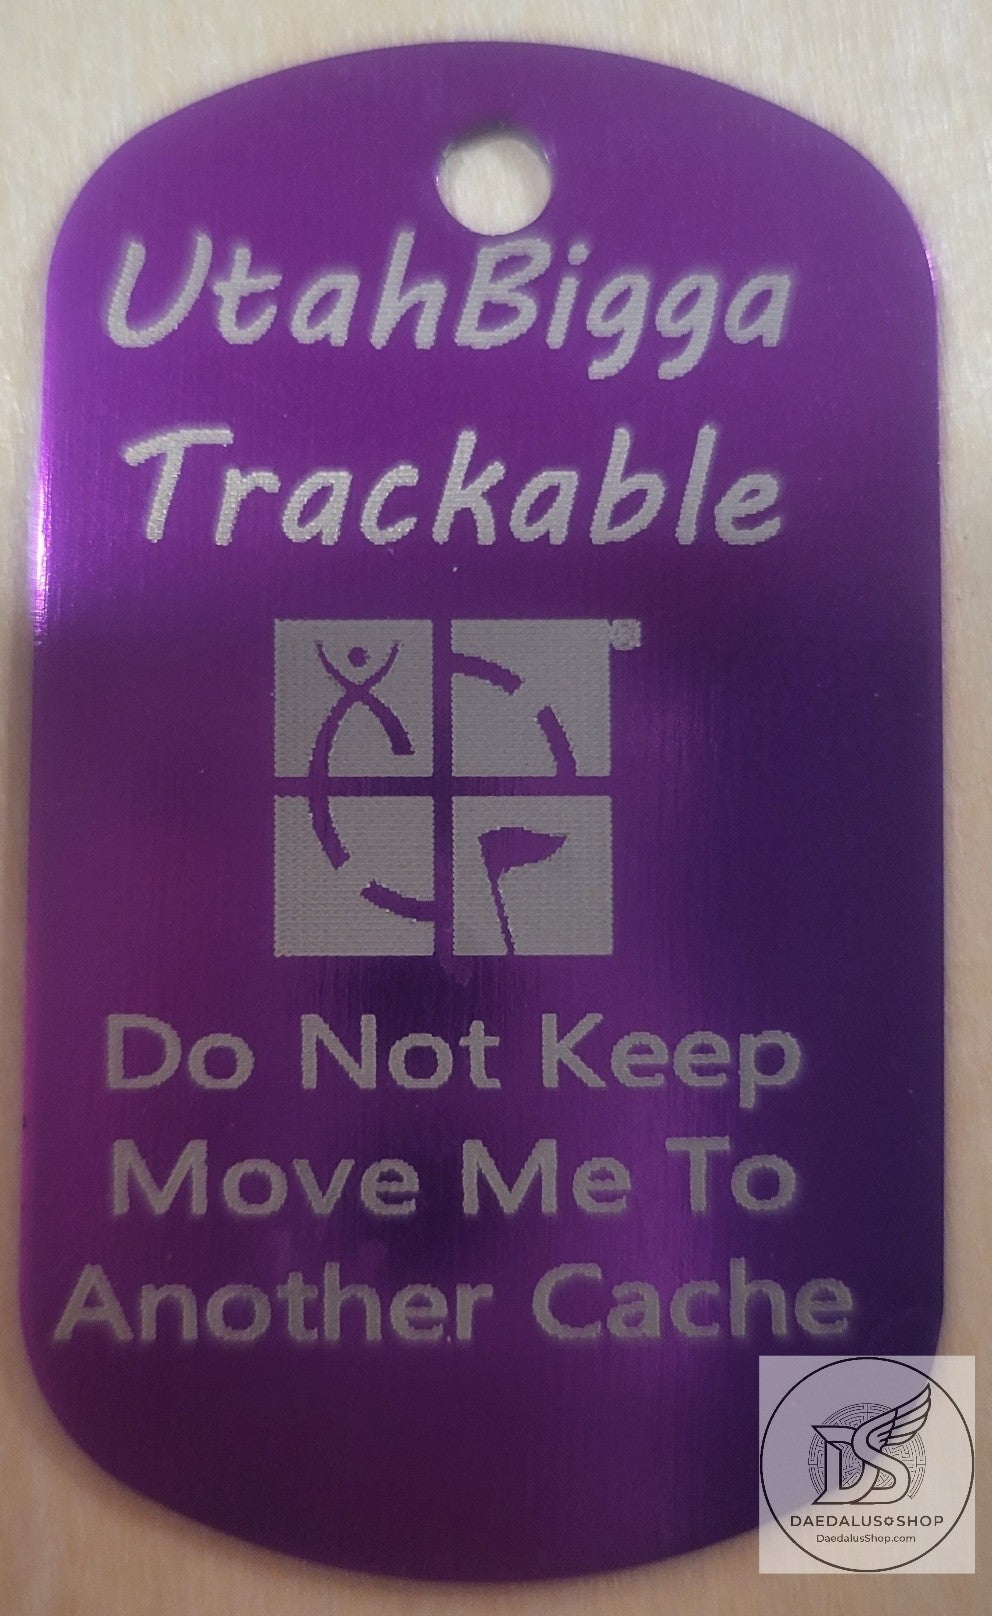 UtahBigga
Trackable
Do Not Keep
Move Me To
Another Cache
DS
DAEDALUS SHOP
DaedalusShop.com